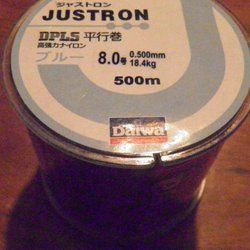 ジャストロン
JUSTRON
DPLS 平行巻
高強力ナイロン
ブルー 8.0号 0.500mm
18.4kg
500m
Daiwa